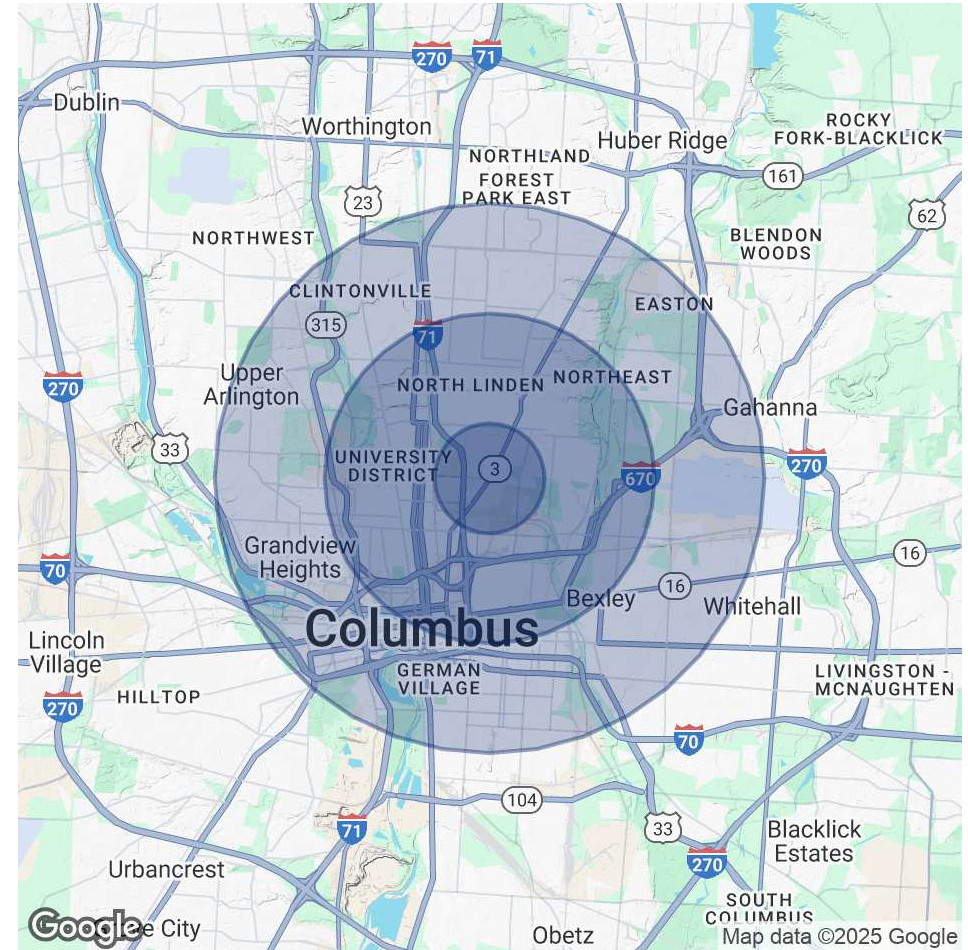 270
71
Dublin
Worthington
ROCKY
FORK-BLACKLICK
Huber Ridge
NORTHLAND
161
FOREST
PARK EAST
23
62
NORTHWEST
BLENDON
WOODS
CLINTONVILLE
EASTON
315
71
270
Upper
Arlington
NORTH LINDEN
NORTHEAST
Gahanna
33
UNIVERSITY
DISTRICT
3
670
270
Grandview
Heights
16
70
16
Bexley
Whitehall
Columbus
Lincoln
Village
GERMAN
VILLAGE
LIVINGSTON -
MCNAUGHTEN
HILLTOP
270
70
104
71
33
Blacklick
Estates
270
Urbancrest
SOUTH
COLUMBUS
Google
City
Obetz
Map data ©2025 Google